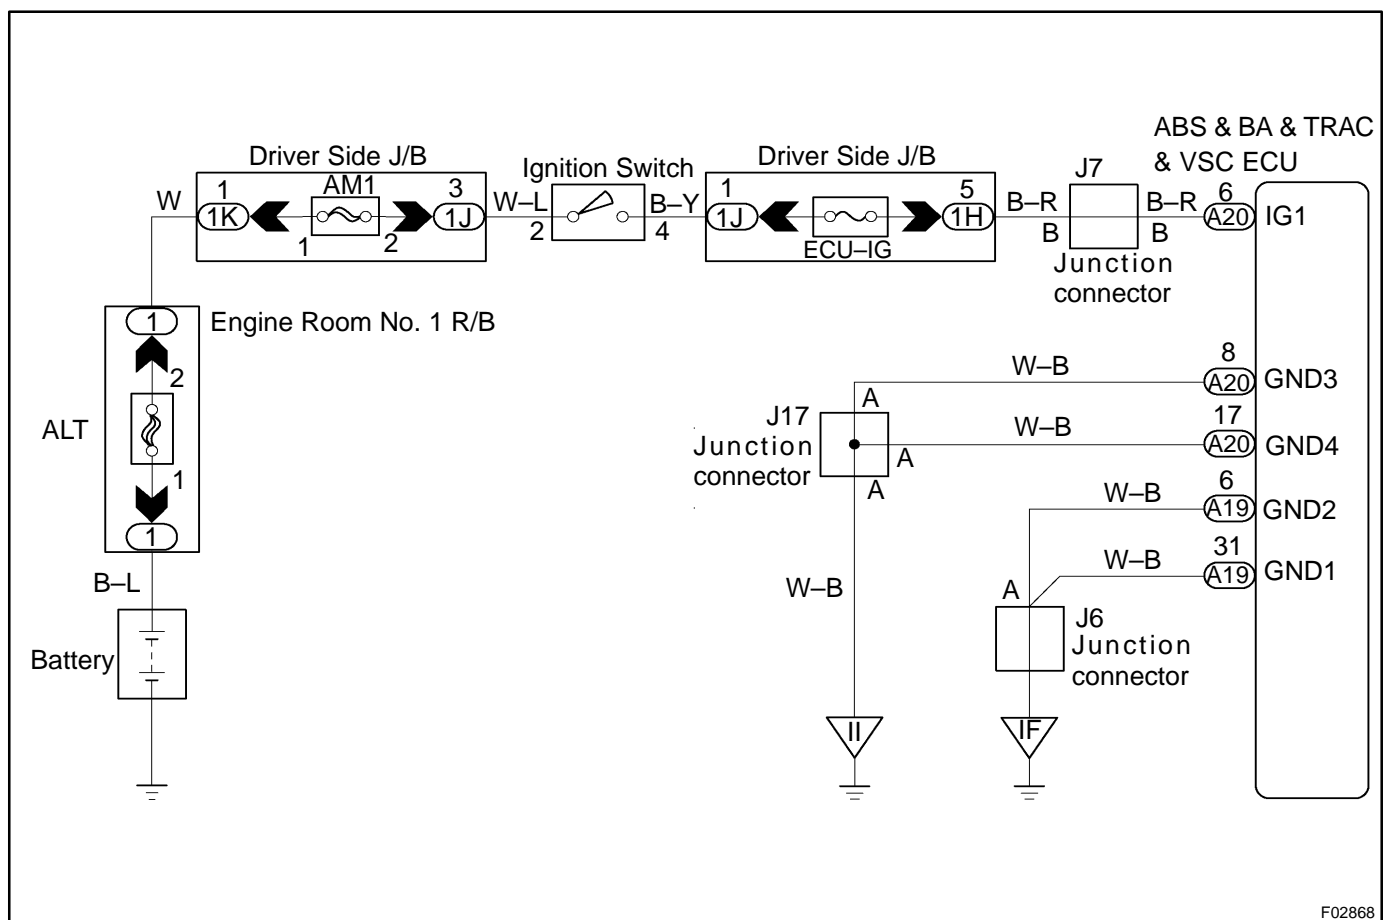 ABS & BA & TRAC
& VSC ECU
Driver Side J/B
Ignition Switch
Driver Side J/B
J7
W
1
1K
AM1
1
2
3
1J
W–L
2
B–Y
4
1
1J
ECU–IG
5
1H
B–R
B
B–R
B
6
A20
IG1
Junction
connector
1
Engine Room No. 1 R/B
2
ALT
1
1
B–L
Battery
W–B
8
A20
GND3
A
J17
Junction
connector
W–B
17
A20
GND4
A
A
W–B
6
A19
GND2
W–B
31
A19
GND1
W–B
A
J6
Junction
connector
II
IF
F02868